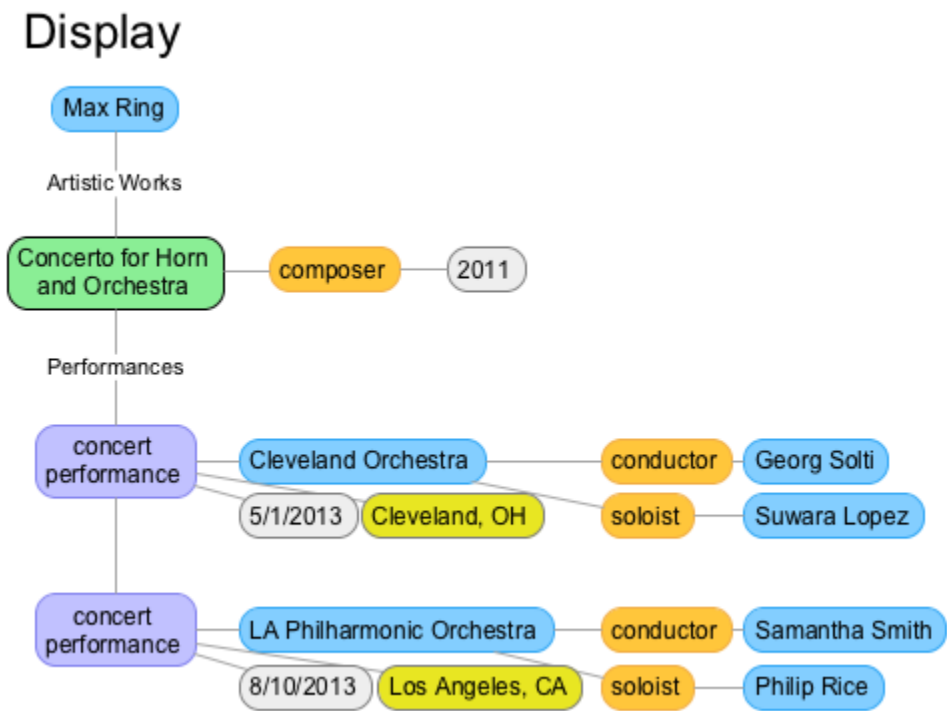 Display
Max Ring
Artistic Works
Concerto for Horn
and Orchestra
composer
2011
Performances
concert
performance
Cleveland Orchestra
conductor
Georg Solti
5/1/2013
Cleveland, OH
soloist
Suwara Lopez
concert
performance
LA Philharmonic Orchestra
conductor
Samantha Smith
8/10/2013
Los Angeles, CA
soloist
Philip Rice